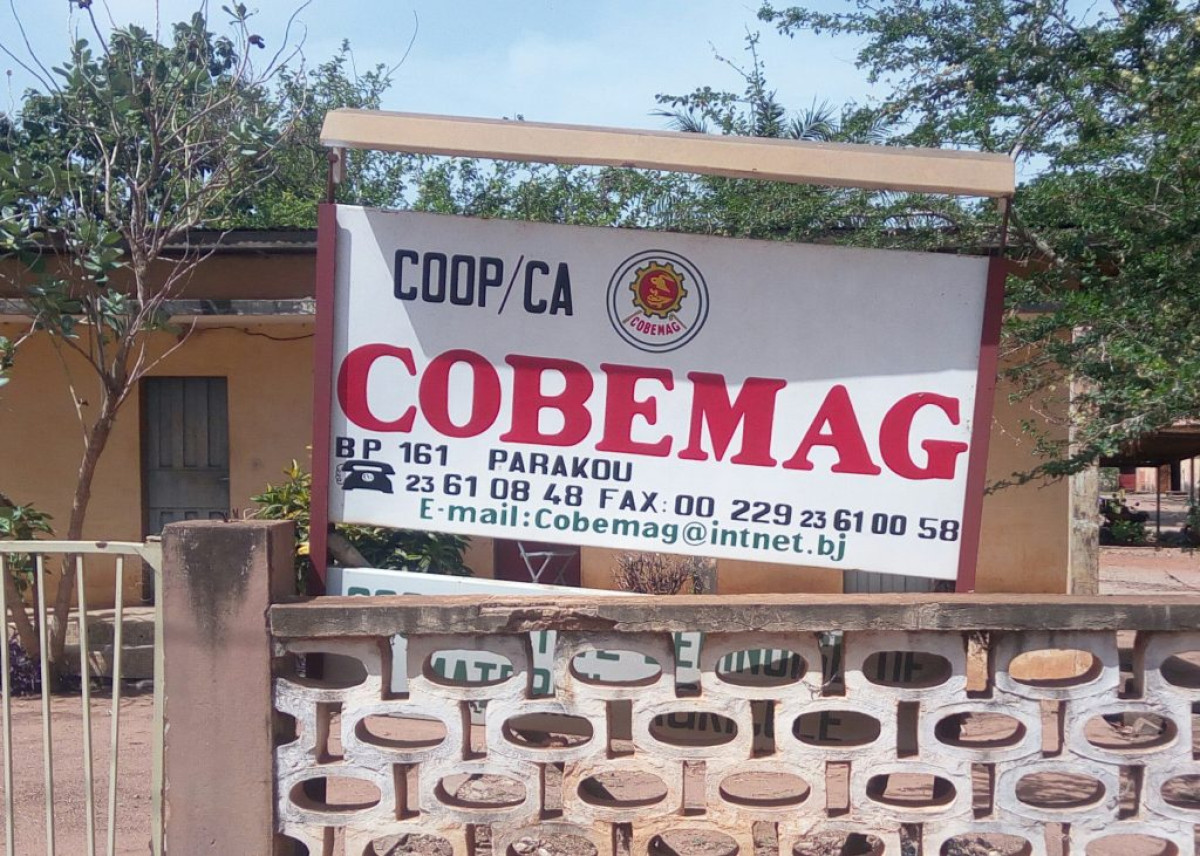 COOP/CA
COBEMAG
COBEMAG
BP 161 PARAKOU
23 61 08 48 FAX: 00 229 23 61 00 58
E-mail:Cobemag@intnet.bj